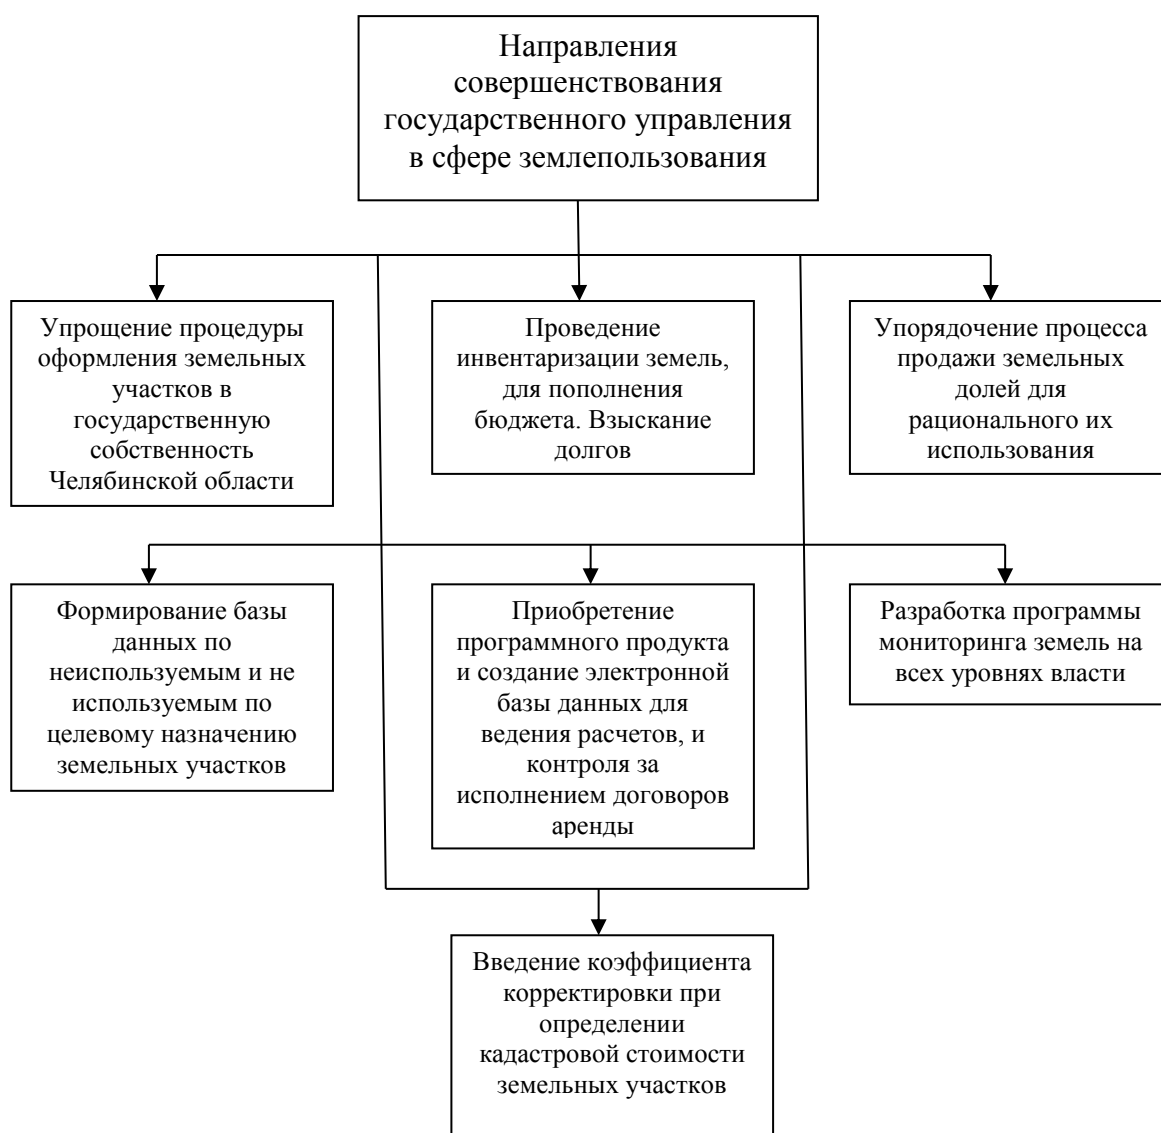 Направления
совершенствования
государственного управления
в сфере землепользования
Упрощение процедуры
оформления земельных
участков в
государственную
собственность
Челябинской области
Проведение
инвентаризации земель,
для пополнения
бюджета. Взыскание
долгов
Упорядочение процесса
продажи земельных
долей для
рационального их
использования
Формирование базы
данных по
неиспользуемым и не
используемым по
целевому назначению
земельных участков
Приобретение
программного продукта
и создание электронной
базы данных для
ведения расчетов, и
контроля за
исполнением договоров
аренды
Разработка программы
мониторинга земель на
всех уровнях власти
Введение коэффициента
корректировки при
определении
кадастровой стоимости
земельных участков